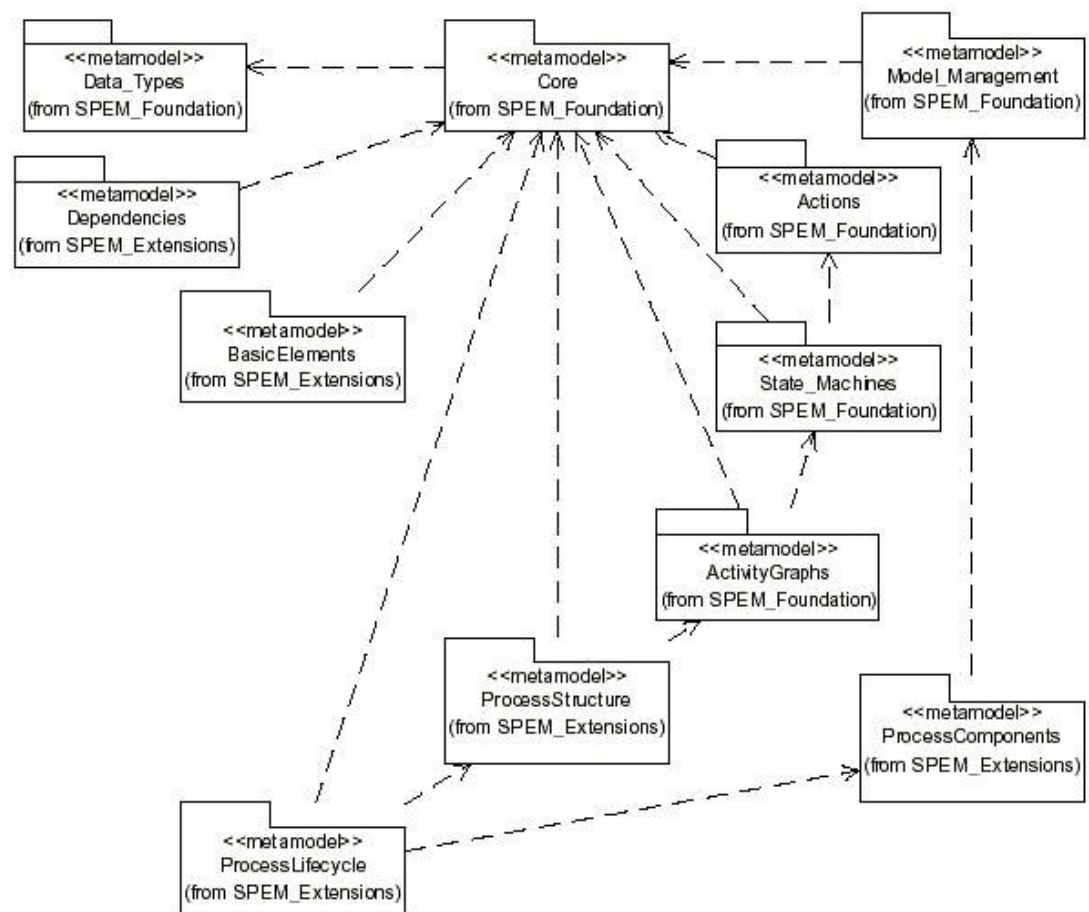 <<metamodel>>
Data_Types
(from SPEM_Foundation)
<<metamodel>>
Core
(from SPEM_Foundation)
<<metamodel>>
Model_Management
(from SPEM_Foundation)
<<metamodel>>
Dependencies
(from SPEM_Extensions)
<<metamodel>>
Actions
(from SPEM_Foundation)
<<metamodel>>
BasicElements
(from SPEM_Extensions)
<<metamodel>>
State_Machines
(from SPEM_Foundation)
<<metamodel>>
ActivityGraphs
(from SPEM_Foundation)
<<metamodel>>
ProcessStructure
(from SPEM_Extensions)
<<metamodel>>
ProcessComponents
(from SPEM_Extensions)
<<metamodel>>
ProcessLifecycle
(from SPEM_Extensions)